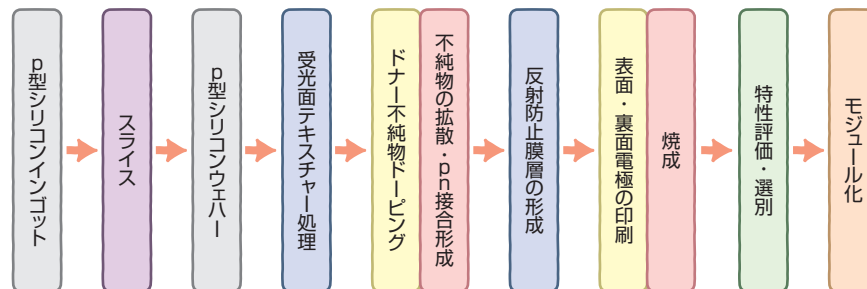 p型シリコンインゴット
スライス
p型シリコンウェハー
受光面テキスチャー処理
ドナー不純物ドーピング
不純物の拡散・pn接合形成
反射防止膜層の形成
表面・裏面電極の印刷
焼成
特性評価・選別
モジュール化